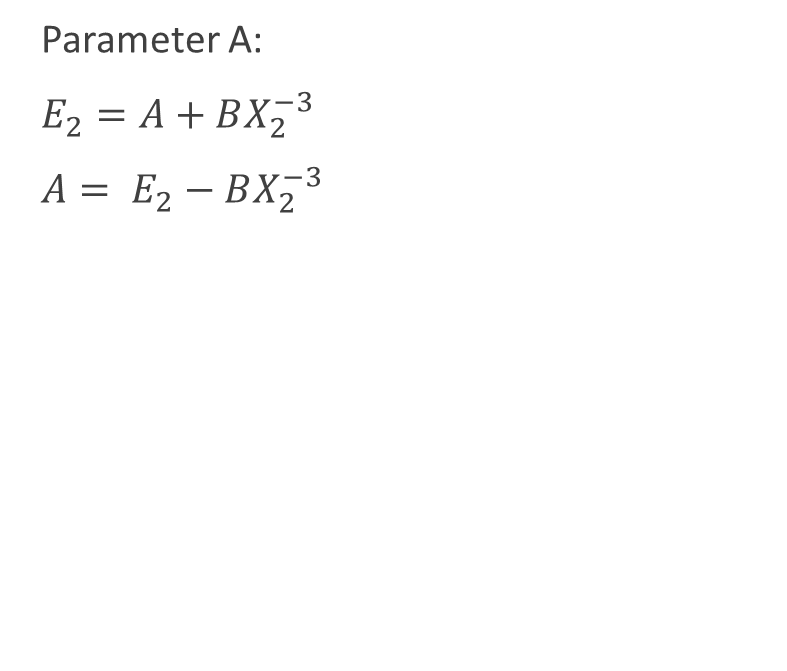 Parameter A:
E₂ = A + BX₂⁻³
A = E₂ − BX₂⁻³